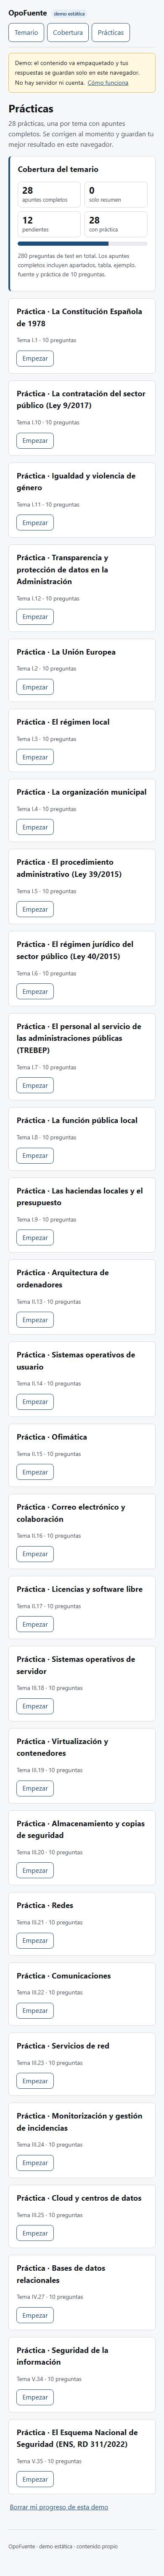 OpoFuente demo estática
Temario Cobertura Prácticas
Demo: el contenido va empaquetado y tus
respuestas se guardan solo en este navegador.
No hay servidor ni cuenta. Cómo funciona
Prácticas
28 prácticas, una por tema con apuntes
completos. Se corrigen al momento y guardan tu
mejor resultado en este navegador.
Cobertura del temario
28 0
apuntes completos solo resumen
12 28
pendientes con práctica
280 preguntas de test en total. Los apuntes
completos incluyen apartados, tabla, ejemplo,
fuente y práctica de 10 preguntas.
Práctica · La Constitución Española
de 1978
Tema I.1 · 10 preguntas
Empezar
Práctica · La contratación del sector
público (Ley 9/2017)
Tema I.10 · 10 preguntas
Empezar
Práctica · Igualdad y violencia de
género
Tema I.11 · 10 preguntas
Empezar
Práctica · Transparencia y
protección de datos en la
Administración
Tema I.12 · 10 preguntas
Empezar
Práctica · La Unión Europea
Tema I.2 · 10 preguntas
Empezar
Práctica · El régimen local
Tema I.3 · 10 preguntas
Empezar
Práctica · La organización municipal
Tema I.4 · 10 preguntas
Empezar
Práctica · El procedimiento
administrativo (Ley 39/2015)
Tema I.5 · 10 preguntas
Empezar
Práctica · El régimen jurídico del
sector público (Ley 40/2015)
Tema I.6 · 10 preguntas
Empezar
Práctica · El personal al servicio de
las administraciones públicas
(TREBEP)
Tema I.7 · 10 preguntas
Empezar
Práctica · La función pública local
Tema I.8 · 10 preguntas
Empezar
Práctica · Las haciendas locales y el
presupuesto
Tema I.9 · 10 preguntas
Empezar
Práctica · Arquitectura de
ordenadores
Tema II.13 · 10 preguntas
Empezar
Práctica · Sistemas operativos de
usuario
Tema II.14 · 10 preguntas
Empezar
Práctica · Ofimática
Tema II.15 · 10 preguntas
Empezar
Práctica · Correo electrónico y
colaboración
Tema II.16 · 10 preguntas
Empezar
Práctica · Licencias y software libre
Tema II.17 · 10 preguntas
Empezar
Práctica · Sistemas operativos de
servidor
Tema III.18 · 10 preguntas
Empezar
Práctica · Virtualización y
contenedores
Tema III.19 · 10 preguntas
Empezar
Práctica · Almacenamiento y copias
de seguridad
Tema III.20 · 10 preguntas
Empezar
Práctica · Redes
Tema III.21 · 10 preguntas
Empezar
Práctica · Comunicaciones
Tema III.22 · 10 preguntas
Empezar
Práctica · Servicios de red
Tema III.23 · 10 preguntas
Empezar
Práctica · Monitorización y gestión
de incidencias
Tema III.24 · 10 preguntas
Empezar
Práctica · Cloud y centros de datos
Tema III.25 · 10 preguntas
Empezar
Práctica · Bases de datos
relacionales
Tema IV.27 · 10 preguntas
Empezar
Práctica · Seguridad de la
información
Tema V.34 · 10 preguntas
Empezar
Práctica · El Esquema Nacional de
Seguridad (ENS, RD 311/2022)
Tema V.35 · 10 preguntas
Empezar
Borrar mi progreso de esta demo
OpoFuente · demo estática · contenido propio